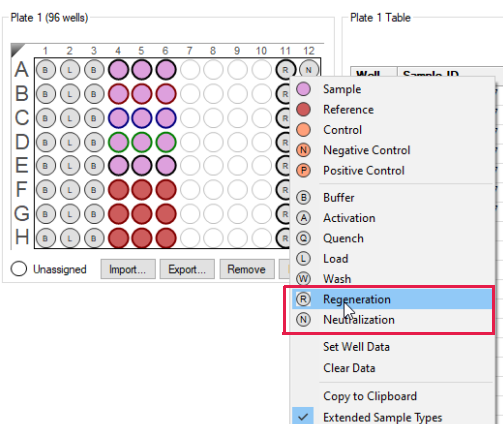 Plate 1 (96 wells)
Plate 1 Table
1 2 3 4 5 6 7 8 9 10 11 12
Well Sample ID
A B L B R N
B B L B R
C B L B R
D B L B R
E B L B R
F B L B R
G B L B R
H B L B R
Unassigned Import... Export... Remove
Sample
Reference
Control
N Negative Control
P Positive Control
B Buffer
A Activation
Q Quench
L Load
W Wash
R Regeneration
N Neutralization
Set Well Data
Clear Data
Copy to Clipboard
Extended Sample Types